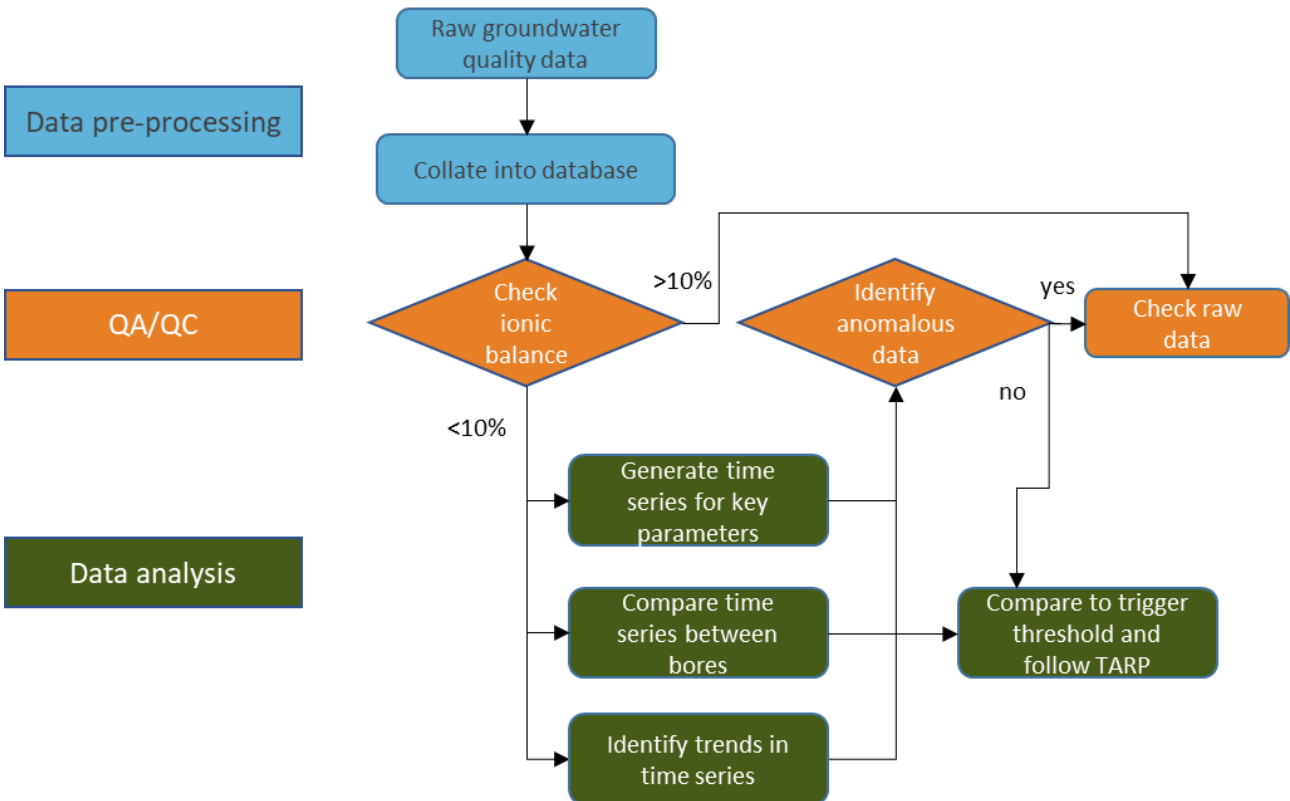 Raw groundwater
quality data
Data pre-processing
Collate into database
>10%
yes
Check
ionic
balance
Identify
anomalous
data
Check raw
data
QA/QC
no
<10%
Generate time
series for key
parameters
Data analysis
Compare time
series between
bores
Compare to trigger
threshold and
follow TARP
Identify trends in
time series